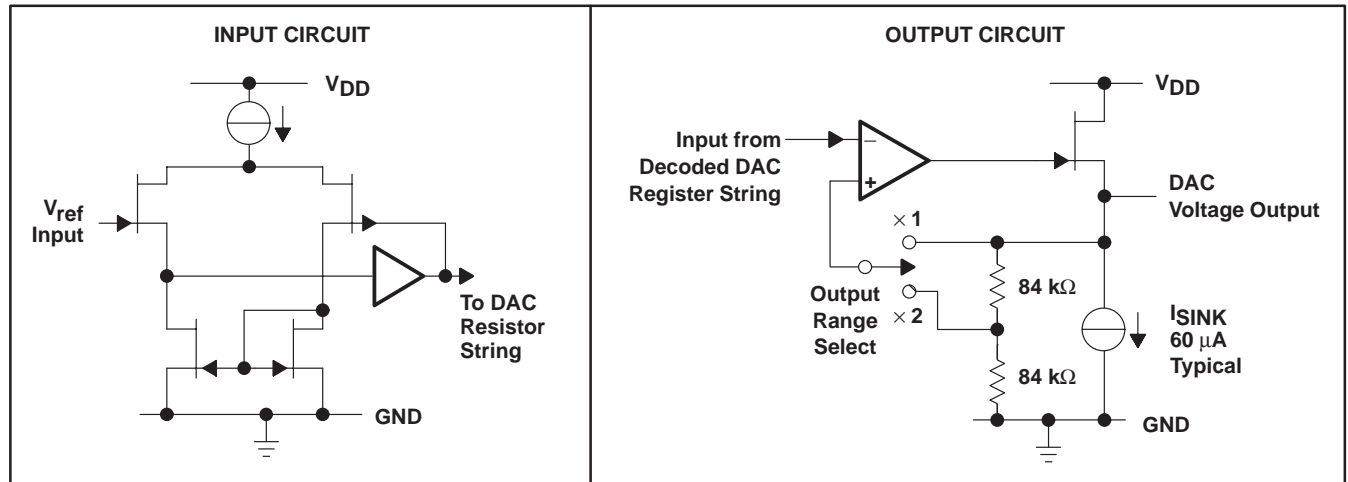 INPUT CIRCUIT
VDD
Vref
Input
To DAC
Resistor
String
GND
OUTPUT CIRCUIT
VDD
Input from
Decoded DAC
Register String
−
+
DAC
Voltage Output
× 1
84 kΩ
Output
Range
Select
× 2
ISINK
60 μA
Typical
84 kΩ
GND